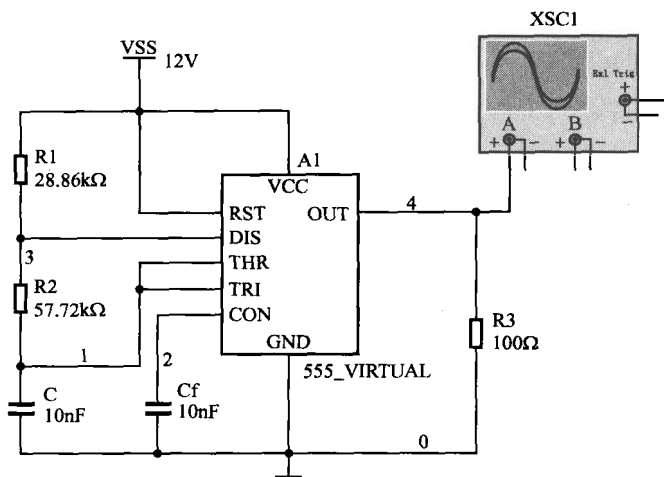 XSC1
VSS
12V
Ext Trig
+
−
A
B
+
−
+
−
R1
28.86kΩ
A1
VCC
RST
OUT
4
DIS
3
THR
R2
57.72kΩ
TRI
CON
1
2
GND
R3
100Ω
555_VIRTUAL
C
10nF
Cf
10nF
0